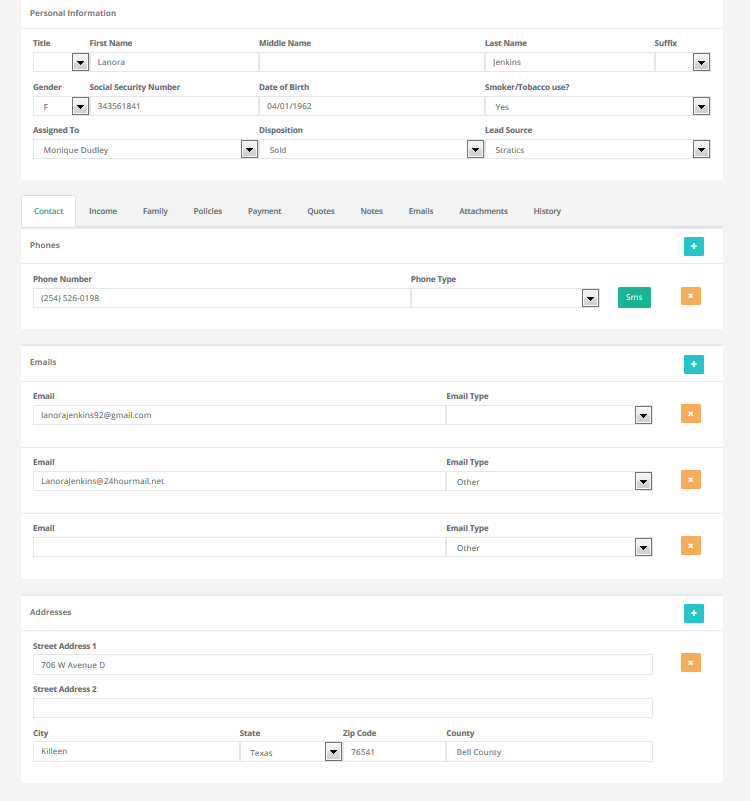 Personal Information
Title First Name Middle Name Last Name Suffix
Lanora Jenkins
Gender Social Security Number Date of Birth Smoker/Tobacco use?
F 343561841 04/01/1962 Yes
Assigned To Disposition Lead Source
Monique Dudley Sold Stratics
Contact Income Family Policies Payment Quotes Notes Emails Attachments History
Phones +
Phone Number Phone Type
(254) 526-0198 Sms ×
Emails +
Email Email Type
lanorajenkins92@gmail.com ×
Email Email Type
LanoraJenkins@24hourmail.net Other ×
Email Email Type
Other ×
Addresses +
Street Address 1
706 W Avenue D ×
Street Address 2
City State Zip Code County
Killeen Texas 76541 Bell County